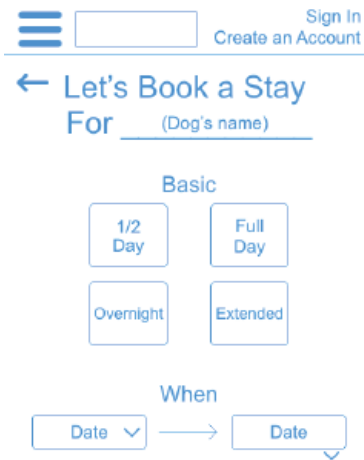 Sign In
Create an Account
Let's Book a Stay
For (Dog's name)
Basic
1/2
Day
Full
Day
Overnight
Extended
When
Date
Date